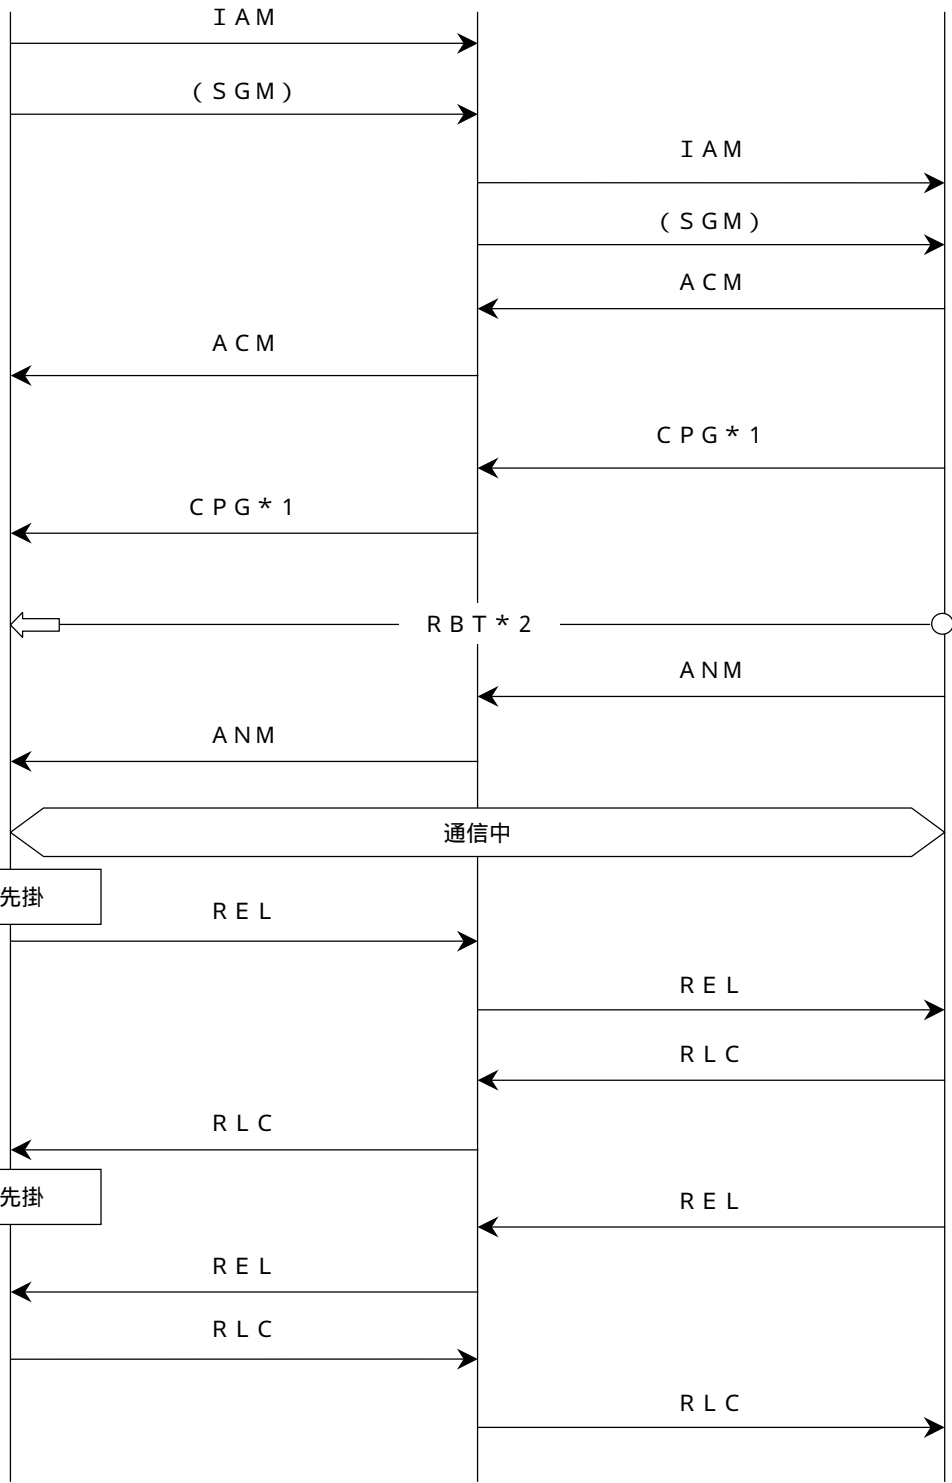 ＩＡＭ
（ＳＧＭ）
ＩＡＭ
（ＳＧＭ）
ＡＣＭ
ＡＣＭ
ＣＰＧ＊１
ＣＰＧ＊１
ＲＢＴ＊２
ＡＮＭ
ＡＮＭ
通信中
先掛
ＲＥＬ
ＲＥＬ
ＲＬＣ
ＲＬＣ
先掛
ＲＥＬ
ＲＥＬ
ＲＬＣ
ＲＬＣ